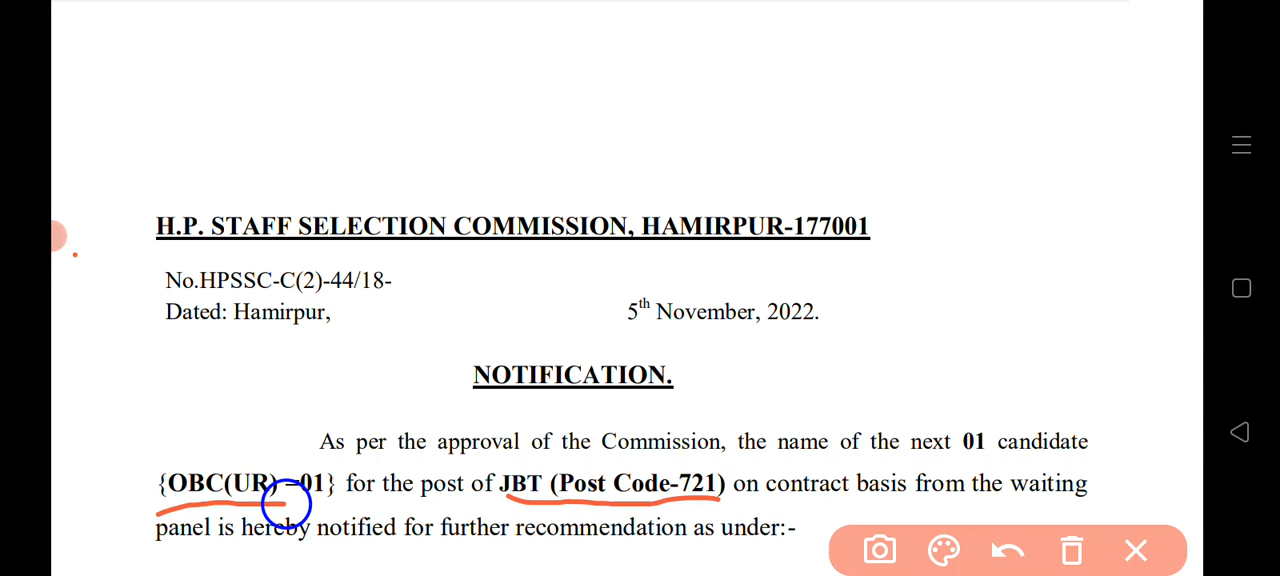 H.P. STAFF SELECTION COMMISSION, HAMIRPUR-177001
No.HPSSC-C(2)-44/18-
Dated: Hamirpur, 5th November, 2022.
NOTIFICATION.
As per the approval of the Commission, the name of the next 01 candidate
{OBC(UR) –01} for the post of JBT (Post Code-721) on contract basis from the waiting
panel is hereby notified for further recommendation as under:-